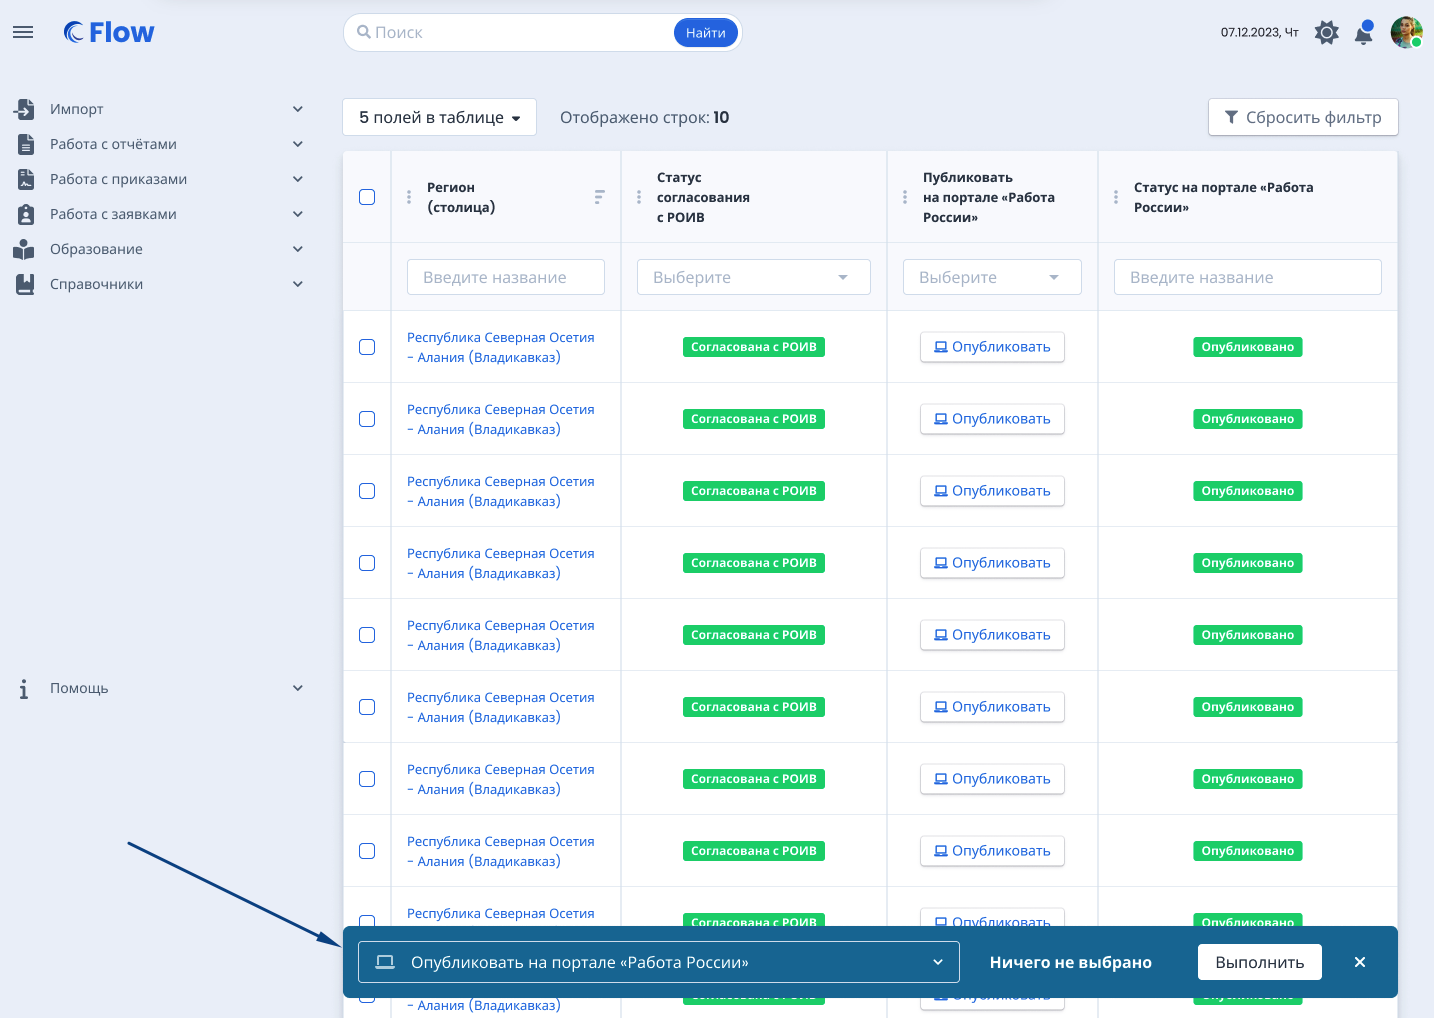 Flow
Поиск
Найти
07.12.2023, Чт
Импорт
Работа с отчётами
Работа с приказами
Работа с заявками
Образование
Справочники
Помощь
5 полей в таблице
Отображено строк: 10
Сбросить фильтр
Регион
(столица)
Статус
согласования
с РОИВ
Публиковать
на портале «Работа
России»
Статус на портале «Работа
России»
Введите название
Выберите
Выберите
Введите название
Республика Северная Осетия
– Алания (Владикавказ)
Согласована с РОИВ
Опубликовать
Опубликовано
Республика Северная Осетия
– Алания (Владикавказ)
Согласована с РОИВ
Опубликовать
Опубликовано
Республика Северная Осетия
– Алания (Владикавказ)
Согласована с РОИВ
Опубликовать
Опубликовано
Республика Северная Осетия
– Алания (Владикавказ)
Согласована с РОИВ
Опубликовать
Опубликовано
Республика Северная Осетия
– Алания (Владикавказ)
Согласована с РОИВ
Опубликовать
Опубликовано
Республика Северная Осетия
– Алания (Владикавказ)
Согласована с РОИВ
Опубликовать
Опубликовано
Республика Северная Осетия
– Алания (Владикавказ)
Согласована с РОИВ
Опубликовать
Опубликовано
Республика Северная Осетия
– Алания (Владикавказ)
Согласована с РОИВ
Опубликовать
Опубликовано
Республика Северная Осетия
Согласована с РОИВ
Опубликовать
Опубликовано
Опубликовать на портале «Работа России»
Ничего не выбрано
Выполнить
– Алания (Владикавказ)